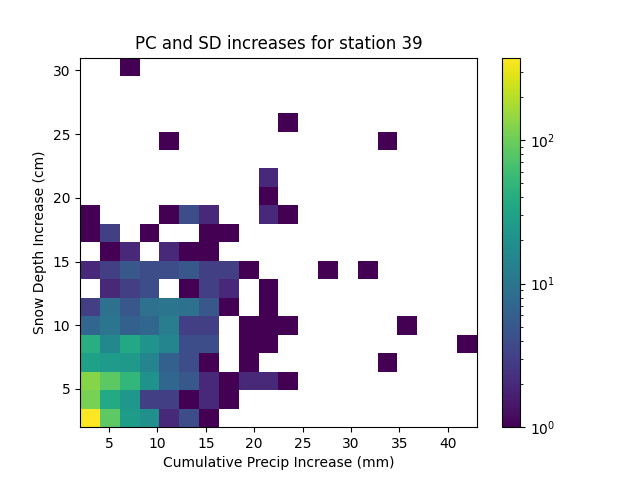 PC and SD increases for station 39
Snow Depth Increase (cm)
30
25
20
15
10
5
5 10 15 20 25 30 35 40
Cumulative Precip Increase (mm)
10²
10¹
10⁰